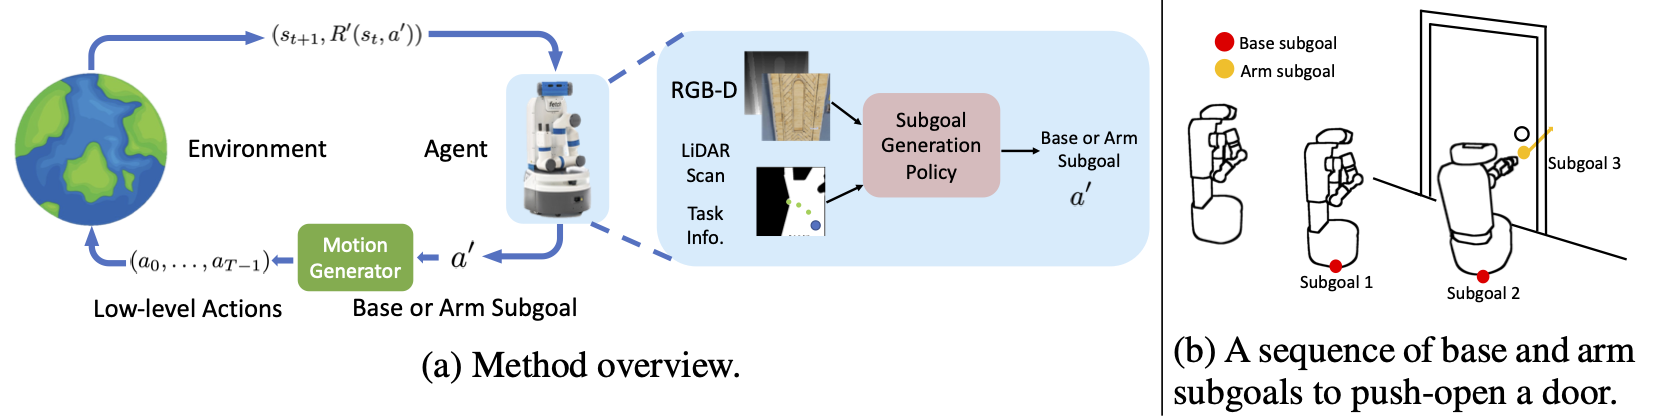 (s_{t+1}, R'(s_t, a'))
Environment
Agent
fetch
Motion
Generator
a'
(a_0, ..., a_{T-1})
Low-level Actions
Base or Arm Subgoal
RGB-D
LiDAR
Scan
Task
Info.
Subgoal
Generation
Policy
Base or Arm
Subgoal
a'
(a) Method overview.
Base subgoal
Arm subgoal
Subgoal 1
Subgoal 2
Subgoal 3
(b) A sequence of base and arm
subgoals to push-open a door.